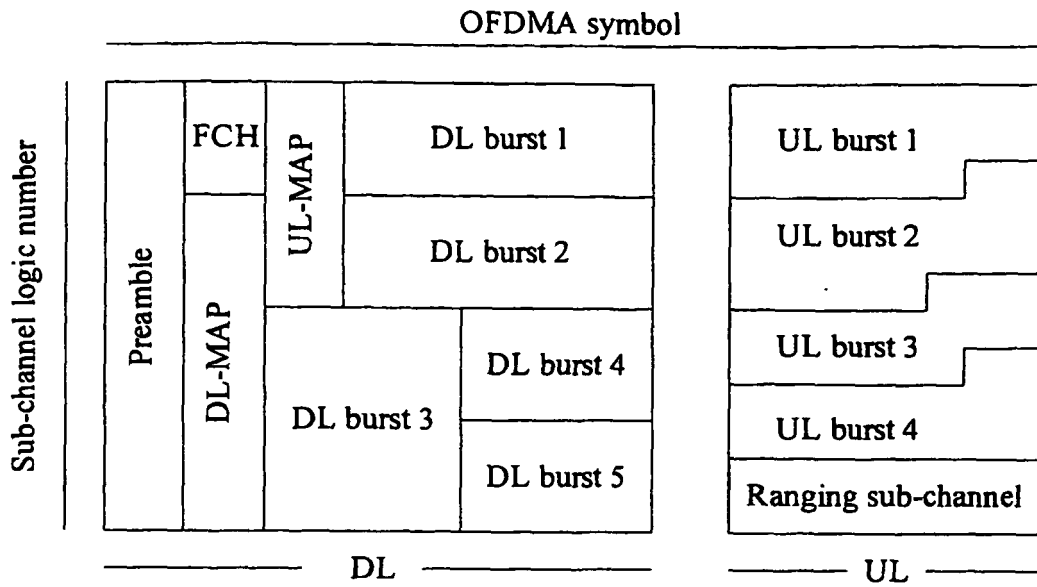 OFDMA symbol
Sub-channel logic number
Preamble
FCH
DL-MAP
UL-MAP
DL burst 1
DL burst 2
DL burst 3
DL burst 4
DL burst 5
UL burst 1
UL burst 2
UL burst 3
UL burst 4
Ranging sub-channel
DL
UL